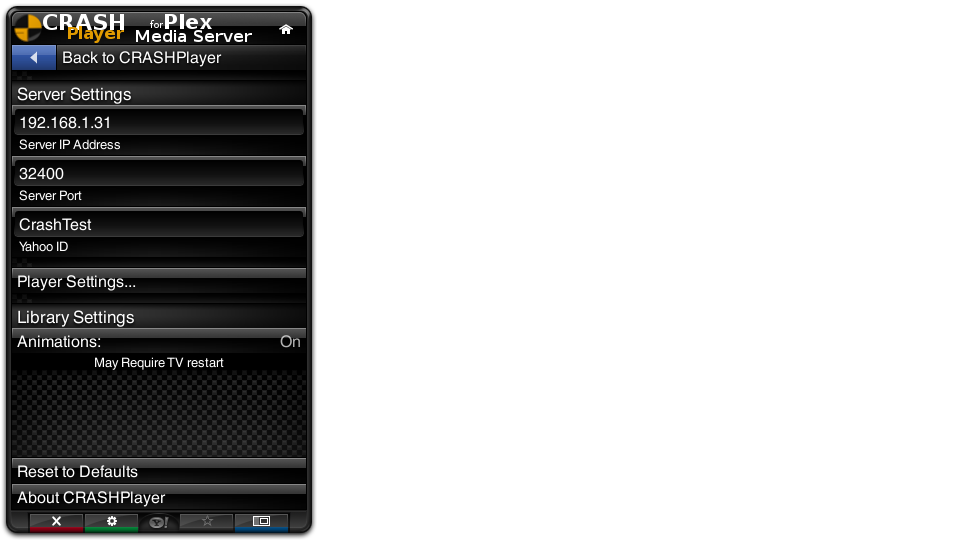 CRASH for Plex
Player Media Server
Back to CRASHPlayer
Server Settings
192.168.1.31
Server IP Address
32400
Server Port
CrashTest
Yahoo ID
Player Settings...
Library Settings
Animations: On
May Require TV restart
Reset to Defaults
About CRASHPlayer
Y!